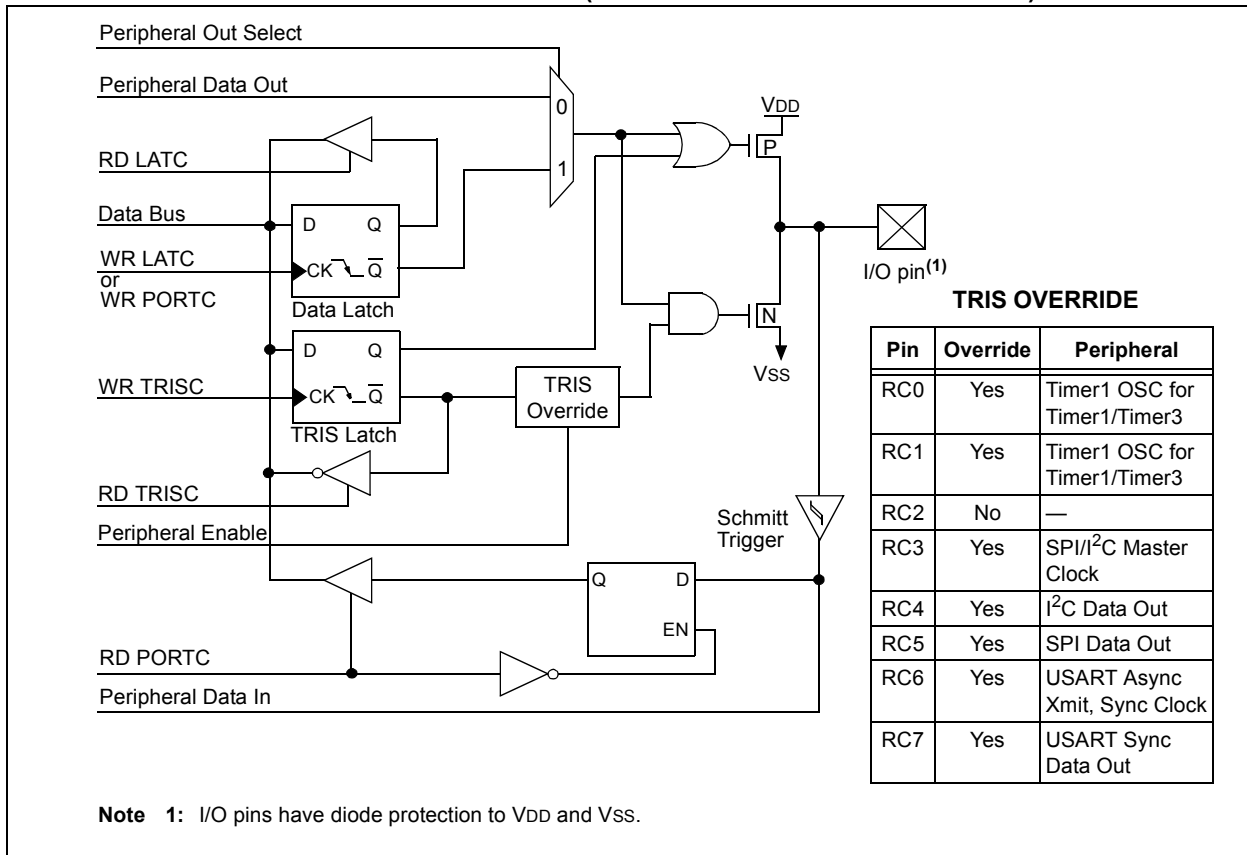 Peripheral Out Select
Peripheral Data Out
0
VDD
P
RD LATC
1
Data Bus
D Q
WR LATC
or
WR PORTC
CK Q̅
Data Latch
I/O pin(1)
D Q
N
VSS
WR TRISC
CK Q̅
TRIS Latch
TRIS
Override
RD TRISC
Peripheral Enable
Schmitt
Trigger
Q D
EN
RD PORTC
Peripheral Data In
TRIS OVERRIDE
Pin Override Peripheral
RC0 Yes Timer1 OSC for
Timer1/Timer3
RC1 Yes Timer1 OSC for
Timer1/Timer3
RC2 No —
RC3 Yes SPI/I²C Master
Clock
RC4 Yes I²C Data Out
RC5 Yes SPI Data Out
RC6 Yes USART Async
Xmit, Sync Clock
RC7 Yes USART Sync
Data Out
Note 1: I/O pins have diode protection to VDD and VSS.